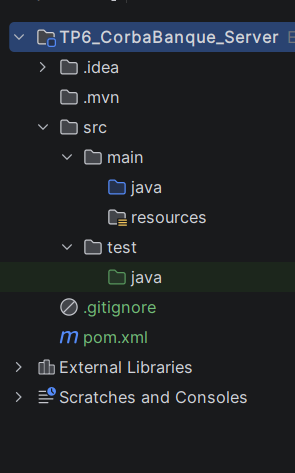 TP6_CorbaBanque_Server
.idea
.mvn
src
main
java
resources
test
java
.gitignore
pom.xml
External Libraries
Scratches and Consoles